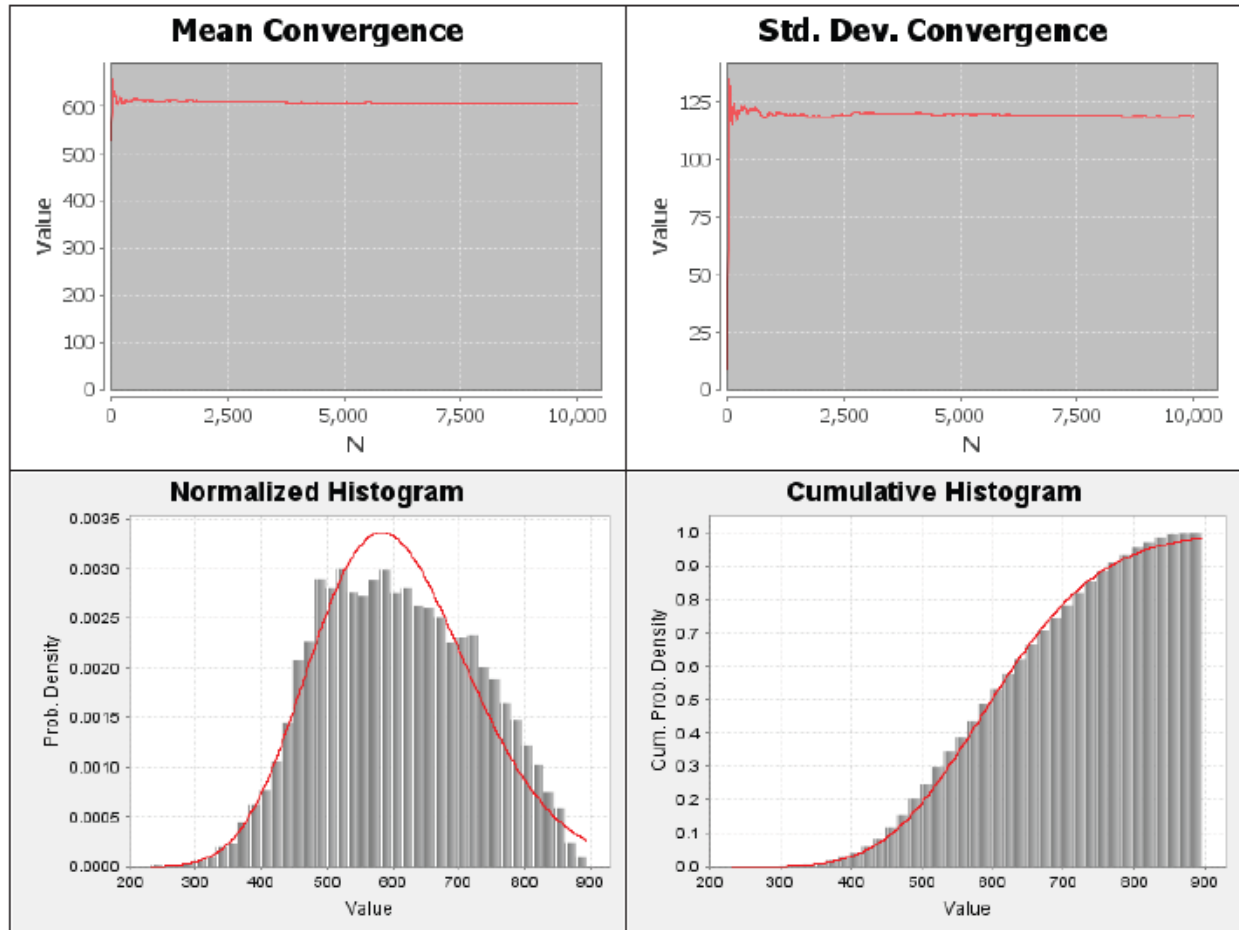 Mean Convergence
Value
600
500
400
300
200
100
0
0 2,500 5,000 7,500 10,000
N
Std. Dev. Convergence
Value
125
100
75
50
25
0
0 2,500 5,000 7,500 10,000
N
Normalized Histogram
Prob. Density
0.0035
0.0030
0.0025
0.0020
0.0015
0.0010
0.0005
0.0000
200 300 400 500 600 700 800 900
Value
Cumulative Histogram
Cum. Prob. Density
1.0
0.9
0.8
0.7
0.6
0.5
0.4
0.3
0.2
0.1
0.0
200 300 400 500 600 700 800 900
Value